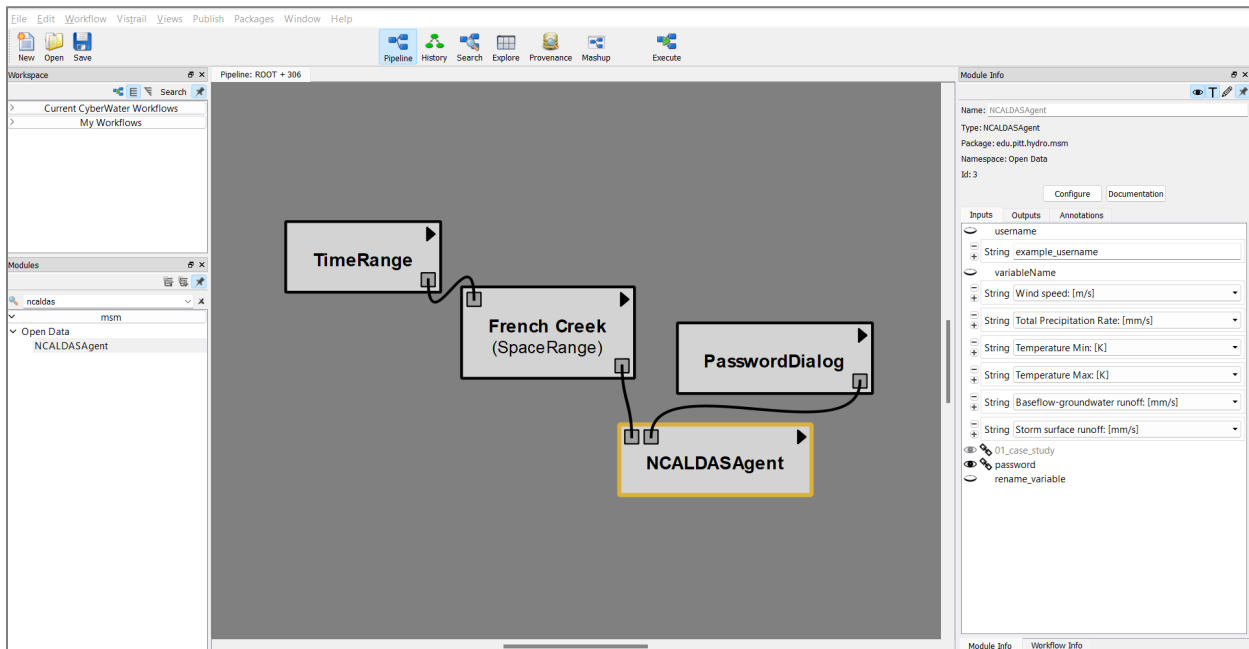 File Edit Workflow Vistrail Views Publish Packages Window Help
New Open Save
Pipeline History Search Explore Provenance Mashup Execute
Workspace
Search
Current CyberWater Workflows
My Workflows
Modules
ncaldas
msm
Open Data
NCALDASAgent
Pipeline: ROOT + 306
TimeRange
French Creek
(SpaceRange)
PasswordDialog
NCALDASAgent
Module Info
Name: NCALDASAgent
Type: NCALDASAgent
Package: edu.pitt.hydro.msm
Namespace: Open Data
Id: 3
Configure Documentation
Inputs Outputs Annotations
username
String example_username
variableName
String Wind speed: [m/s]
String Total Precipitation Rate: [mm/s]
String Temperature Min: [K]
String Temperature Max: [K]
String Baseflow-groundwater runoff: [mm/s]
String Storm surface runoff: [mm/s]
01_case_study
password
rename_variable
Module Info Workflow Info